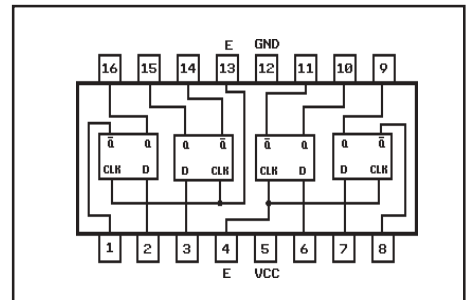 E GND
16 15 14 13 12 11 10 9
Q̅ Q Q Q̅ Q̅ Q Q Q̅
CLK D D CLK CLK D D CLK
1 2 3 4 5 6 7 8
E VCC